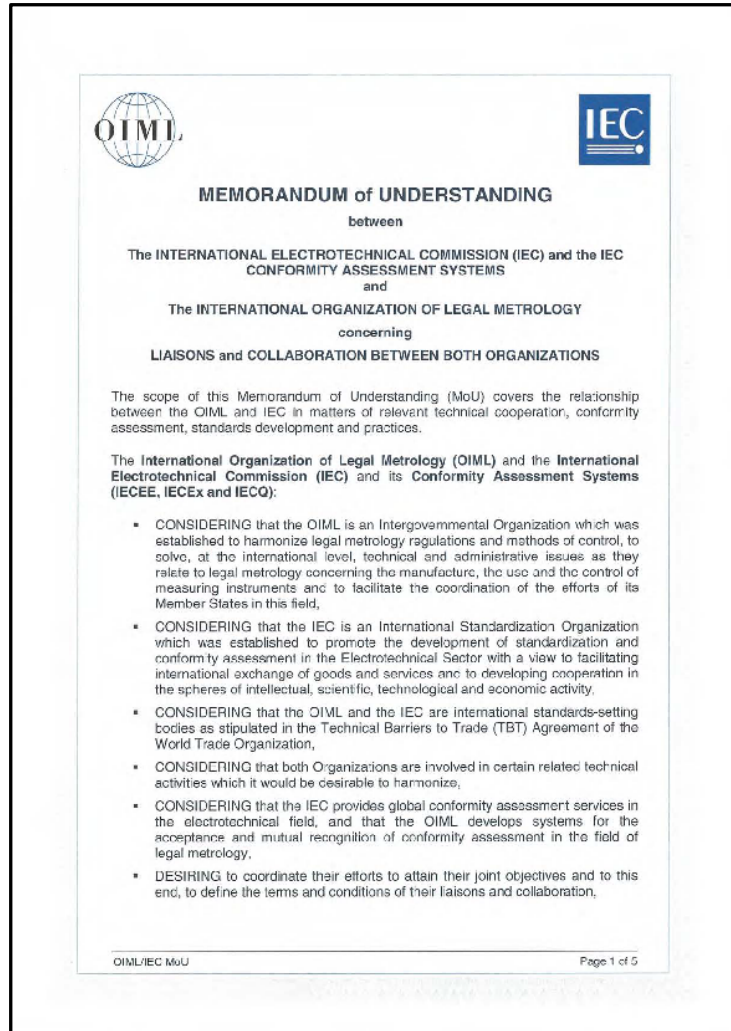 OIML
IEC
MEMORANDUM of UNDERSTANDING
between
The INTERNATIONAL ELECTROTECHNICAL COMMISSION (IEC) and the IEC
CONFORMITY ASSESSMENT SYSTEMS
and
The INTERNATIONAL ORGANIZATION OF LEGAL METROLOGY
concerning
LIAISONS and COLLABORATION BETWEEN BOTH ORGANIZATIONS
The scope of this Memorandum of Understanding (MoU) covers the relationship
between the OIML and IEC in matters of relevant technical cooperation, conformity
assessment, standards development and practices.
The International Organization of Legal Metrology (OIML) and the International
Electrotechnical Commission (IEC) and its Conformity Assessment Systems
(IECEE, IECEx and IECQ):
▪ CONSIDERING that the OIML is an Intergovernmental Organization which was
established to harmonize legal metrology regulations and methods of control, to
solve, at the international level, technical and administrative issues as they
relate to legal metrology concerning the manufacture, the use and the control of
measuring instruments and to facilitate the coordination of the efforts of its
Member States in this field,
▪ CONSIDERING that the IEC is an International Standardization Organization
which was established to promote the development of standardization and
conformity assessment in the Electrotechnical Sector with a view to facilitating
international exchange of goods and services and to developing cooperation in
the spheres of intellectual, scientific, technological and economic activity,
▪ CONSIDERING that the OIML and the IEC are international standards-setting
bodies as stipulated in the Technical Barriers to Trade (TBT) Agreement of the
World Trade Organization,
▪ CONSIDERING that both Organizations are involved in certain related technical
activities which it would be desirable to harmonize,
▪ CONSIDERING that the IEC provides global conformity assessment services in
the electrotechnical field, and that the OIML develops systems for the
acceptance and mutual recognition of conformity assessment in the field of
legal metrology,
▪ DESIRING to coordinate their efforts to attain their joint objectives and to this
end, to define the terms and conditions of their liaisons and collaboration,
OIML/IEC MoU
Page 1 of 5